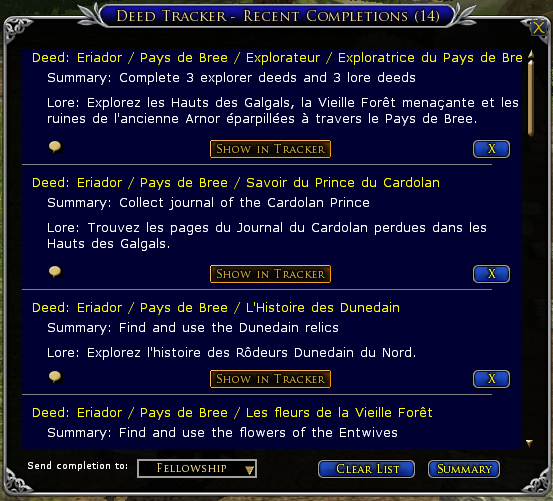 Deed Tracker - Recent Completions (14)
X
Deed: Eriador / Pays de Bree / Explorateur / Exploratrice du Pays de Bre
Summary: Complete 3 explorer deeds and 3 lore deeds
Lore: Explorez les Hauts des Galgals, la Vieille Forêt menaçante et les
ruines de l'ancienne Arnor éparpillées à travers le Pays de Bree.
Show in Tracker
X
Deed: Eriador / Pays de Bree / Savoir du Prince du Cardolan
Summary: Collect journal of the Cardolan Prince
Lore: Trouvez les pages du Journal du Cardolan perdues dans les
Hauts des Galgals.
Show in Tracker
X
Deed: Eriador / Pays de Bree / L'Histoire des Dunedain
Summary: Find and use the Dunedain relics
Lore: Explorez l'histoire des Rôdeurs Dunedain du Nord.
Show in Tracker
X
Deed: Eriador / Pays de Bree / Les fleurs de la Vieille Forêt
Summary: Find and use the flowers of the Entwives
Send completion to:
Fellowship
Clear List
Summary